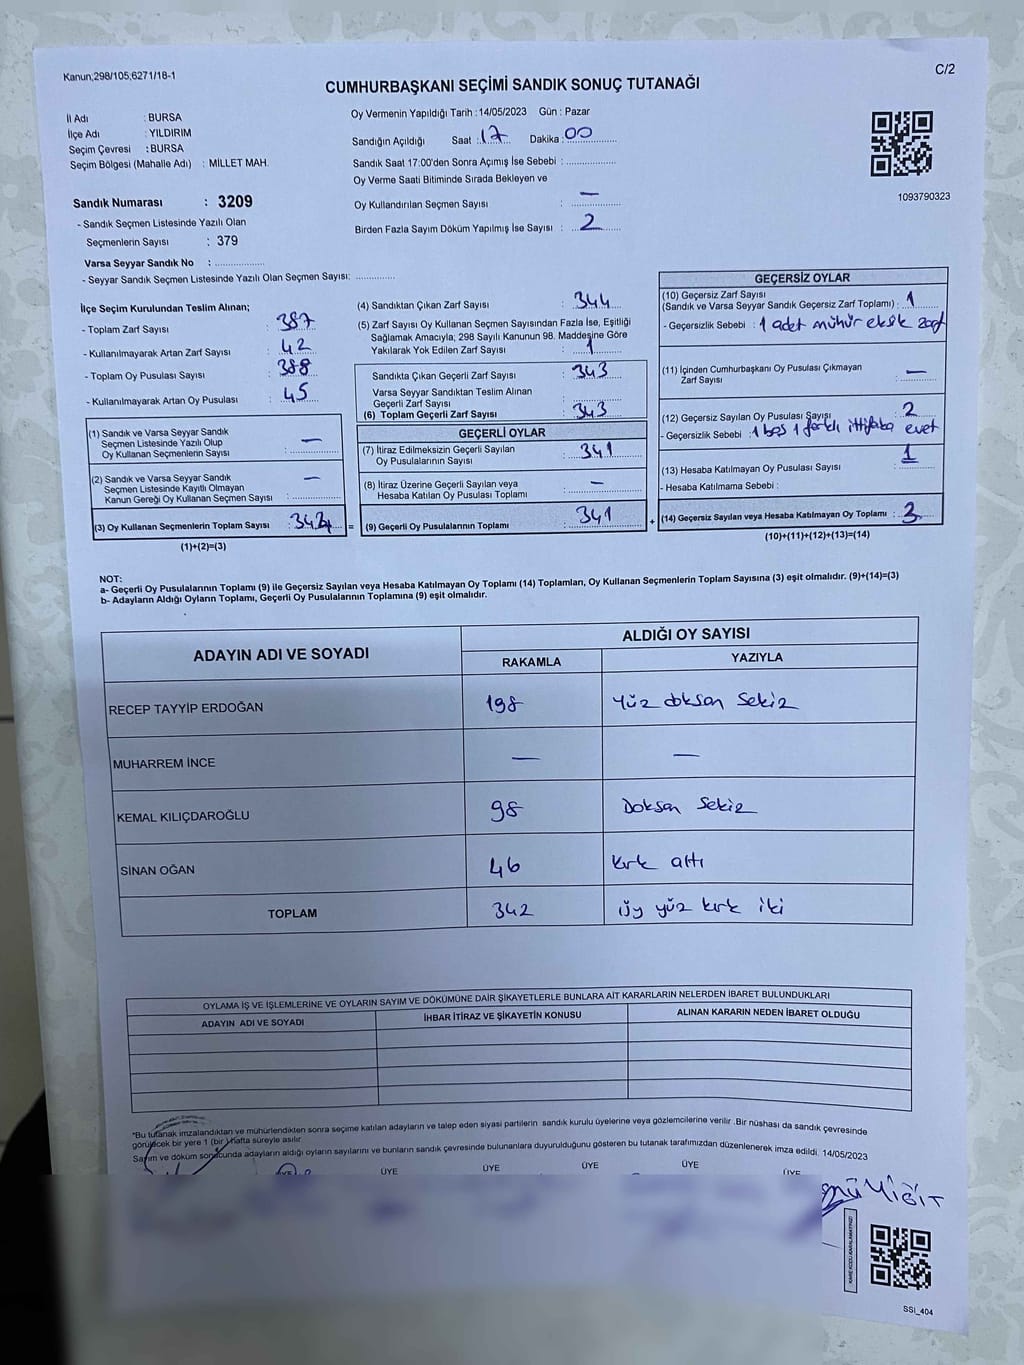 Kanun;298/105;6271/18-1
C/2
CUMHURBAŞKANI SEÇİMİ SANDIK SONUÇ TUTANAĞI
İl Adı : BURSA
İlçe Adı : YILDIRIM
Seçim Çevresi : BURSA
Seçim Bölgesi (Mahalle Adı) : MİLLET MAH.
Sandık Numarası : 3209
- Sandık Seçmen Listesinde Yazılı Olan
Seçmenlerin Sayısı : 379
Varsa Seyyar Sandık No : ..................
- Seyyar Sandık Seçmen Listesinde Yazılı Olan Seçmen Sayısı: ..............
Oy Vermenin Yapıldığı Tarih : 14/05/2023 Gün : Pazar
Sandığın Açıldığı Saat : 17 Dakika : 00
Sandık Saat 17:00'den Sonra Açımış İse Sebebi : ..................
Oy Verme Saati Bitiminde Sırada Bekleyen ve
Oy Kullandırılan Seçmen Sayısı : —
Birden Fazla Sayım Döküm Yapılmış İse Sayısı : 2
1093790323
İlçe Seçim Kurulundan Teslim Alınan;
- Toplam Zarf Sayısı : 387
- Kullanılmayarak Artan Zarf Sayısı : 42
- Toplam Oy Pusulası Sayısı : 388
- Kullanılmayarak Artan Oy Pusulası : 45
(1) Sandık ve Varsa Seyyar Sandık
Seçmen Listesinde Yazılı Olup
Oy Kullanan Seçmenlerin Sayısı : —
(2) Sandık ve Varsa Seyyar Sandık
Seçmen Listesinde Kayıtlı Olmayan
Kanun Gereği Oy Kullanan Seçmen Sayısı : —
(3) Oy Kullanan Seçmenlerin Toplam Sayısı :
(1)+(2)=(3)
(4) Sandıktan Çıkan Zarf Sayısı : 344
(5) Zarf Sayısı Oy Kullanan Seçmen Sayısından Fazla İse, Eşitliği
Sağlamak Amacıyla; 298 Sayılı Kanunun 98. Maddesine Göre
Yakılarak Yok Edilen Zarf Sayısı : 1
Sandıkta Çıkan Geçerli Zarf Sayısı : 343
Varsa Seyyar Sandıktan Teslim Alınan
Geçerli Zarf Sayısı :
(6) Toplam Geçerli Zarf Sayısı : 343
GEÇERLİ OYLAR
(7) İtiraz Edilmeksizin Geçerli Sayılan
Oy Pusulalarının Sayısı : 341
(8) İtiraz Üzerine Geçerli Sayılan veya
Hesaba Katılan Oy Pusulası Toplamı : —
= (9) Geçerli Oy Pusulalarının Toplamı : 341
GEÇERSİZ OYLAR
(10) Geçersiz Zarf Sayısı
(Sandık ve Varsa Seyyar Sandık Geçersiz Zarf Toplamı) : 1
- Geçersizlik Sebebi : 1 adet mühür eksik zarf
(11) İçinden Cumhurbaşkanı Oy Pusulası Çıkmayan
Zarf Sayısı : —
(12) Geçersiz Sayılan Oy Pusulası Sayısı : 2
- Geçersizlik Sebebi : 1 boş 1 farklı ittifaka evet
(13) Hesaba Katılmayan Oy Pusulası Sayısı : 1
- Hesaba Katılmama Sebebi :
+ (14) Geçersiz Sayılan veya Hesaba Katılmayan Oy Toplamı : 3
(10)+(11)+(12)+(13)=(14)
NOT:
a- Geçerli Oy Pusulalarının Toplamı (9) ile Geçersiz Sayılan veya Hesaba Katılmayan Oy Toplamı (14) Toplamları, Oy Kullanan Seçmenlerin Toplam Sayısına (3) eşit olmalıdır. (9)+(14)=(3)
b- Adayların Aldığı Oyların Toplamı, Geçerli Oy Pusulalarının Toplamına (9) eşit olmalıdır.
ADAYIN ADI VE SOYADI
ALDIĞI OY SAYISI
RAKAMLA YAZIYLA
RECEP TAYYİP ERDOĞAN 198 Yüz doksan Sekiz
MUHARREM İNCE — —
KEMAL KILIÇDAROĞLU 98 Doksan Sekiz
SİNAN OĞAN 46 kırk altı
TOPLAM 342 üç yüz kırk iki
OYLAMA İŞ VE İŞLEMLERİNE VE OYLARIN SAYIM VE DÖKÜMÜNE DAİR ŞİKAYETLERLE BUNLARA AİT KARARLARIN NELERDEN İBARET BULUNDUKLARI
ADAYIN ADI VE SOYADI İHBAR İTİRAZ VE ŞİKAYETİN KONUSU ALINAN KARARIN NEDEN İBARET OLDUĞU
*Bu tutanak imzalandıktan ve mühürlendikten sonra seçime katılan adayların ve talep eden siyasi partilerin sandık kurulu üyelerine veya gözlemcilerine verilir .Bir nüshası da sandık çevresinde
görülecek bir yere 1 (bir) hafta süreyle asılır
Sayım ve döküm sonucunda adayların aldığı oyların sayılarını ve bunların sandık çevresinde bulunanlara duyurulduğunu gösteren bu tutanak tarafımızdan düzenlenerek imza edildi. 14/05/2023
ÜYE ÜYE ÜYE ÜYE ÜYE ÜYE
YİĞİT
SSI_404